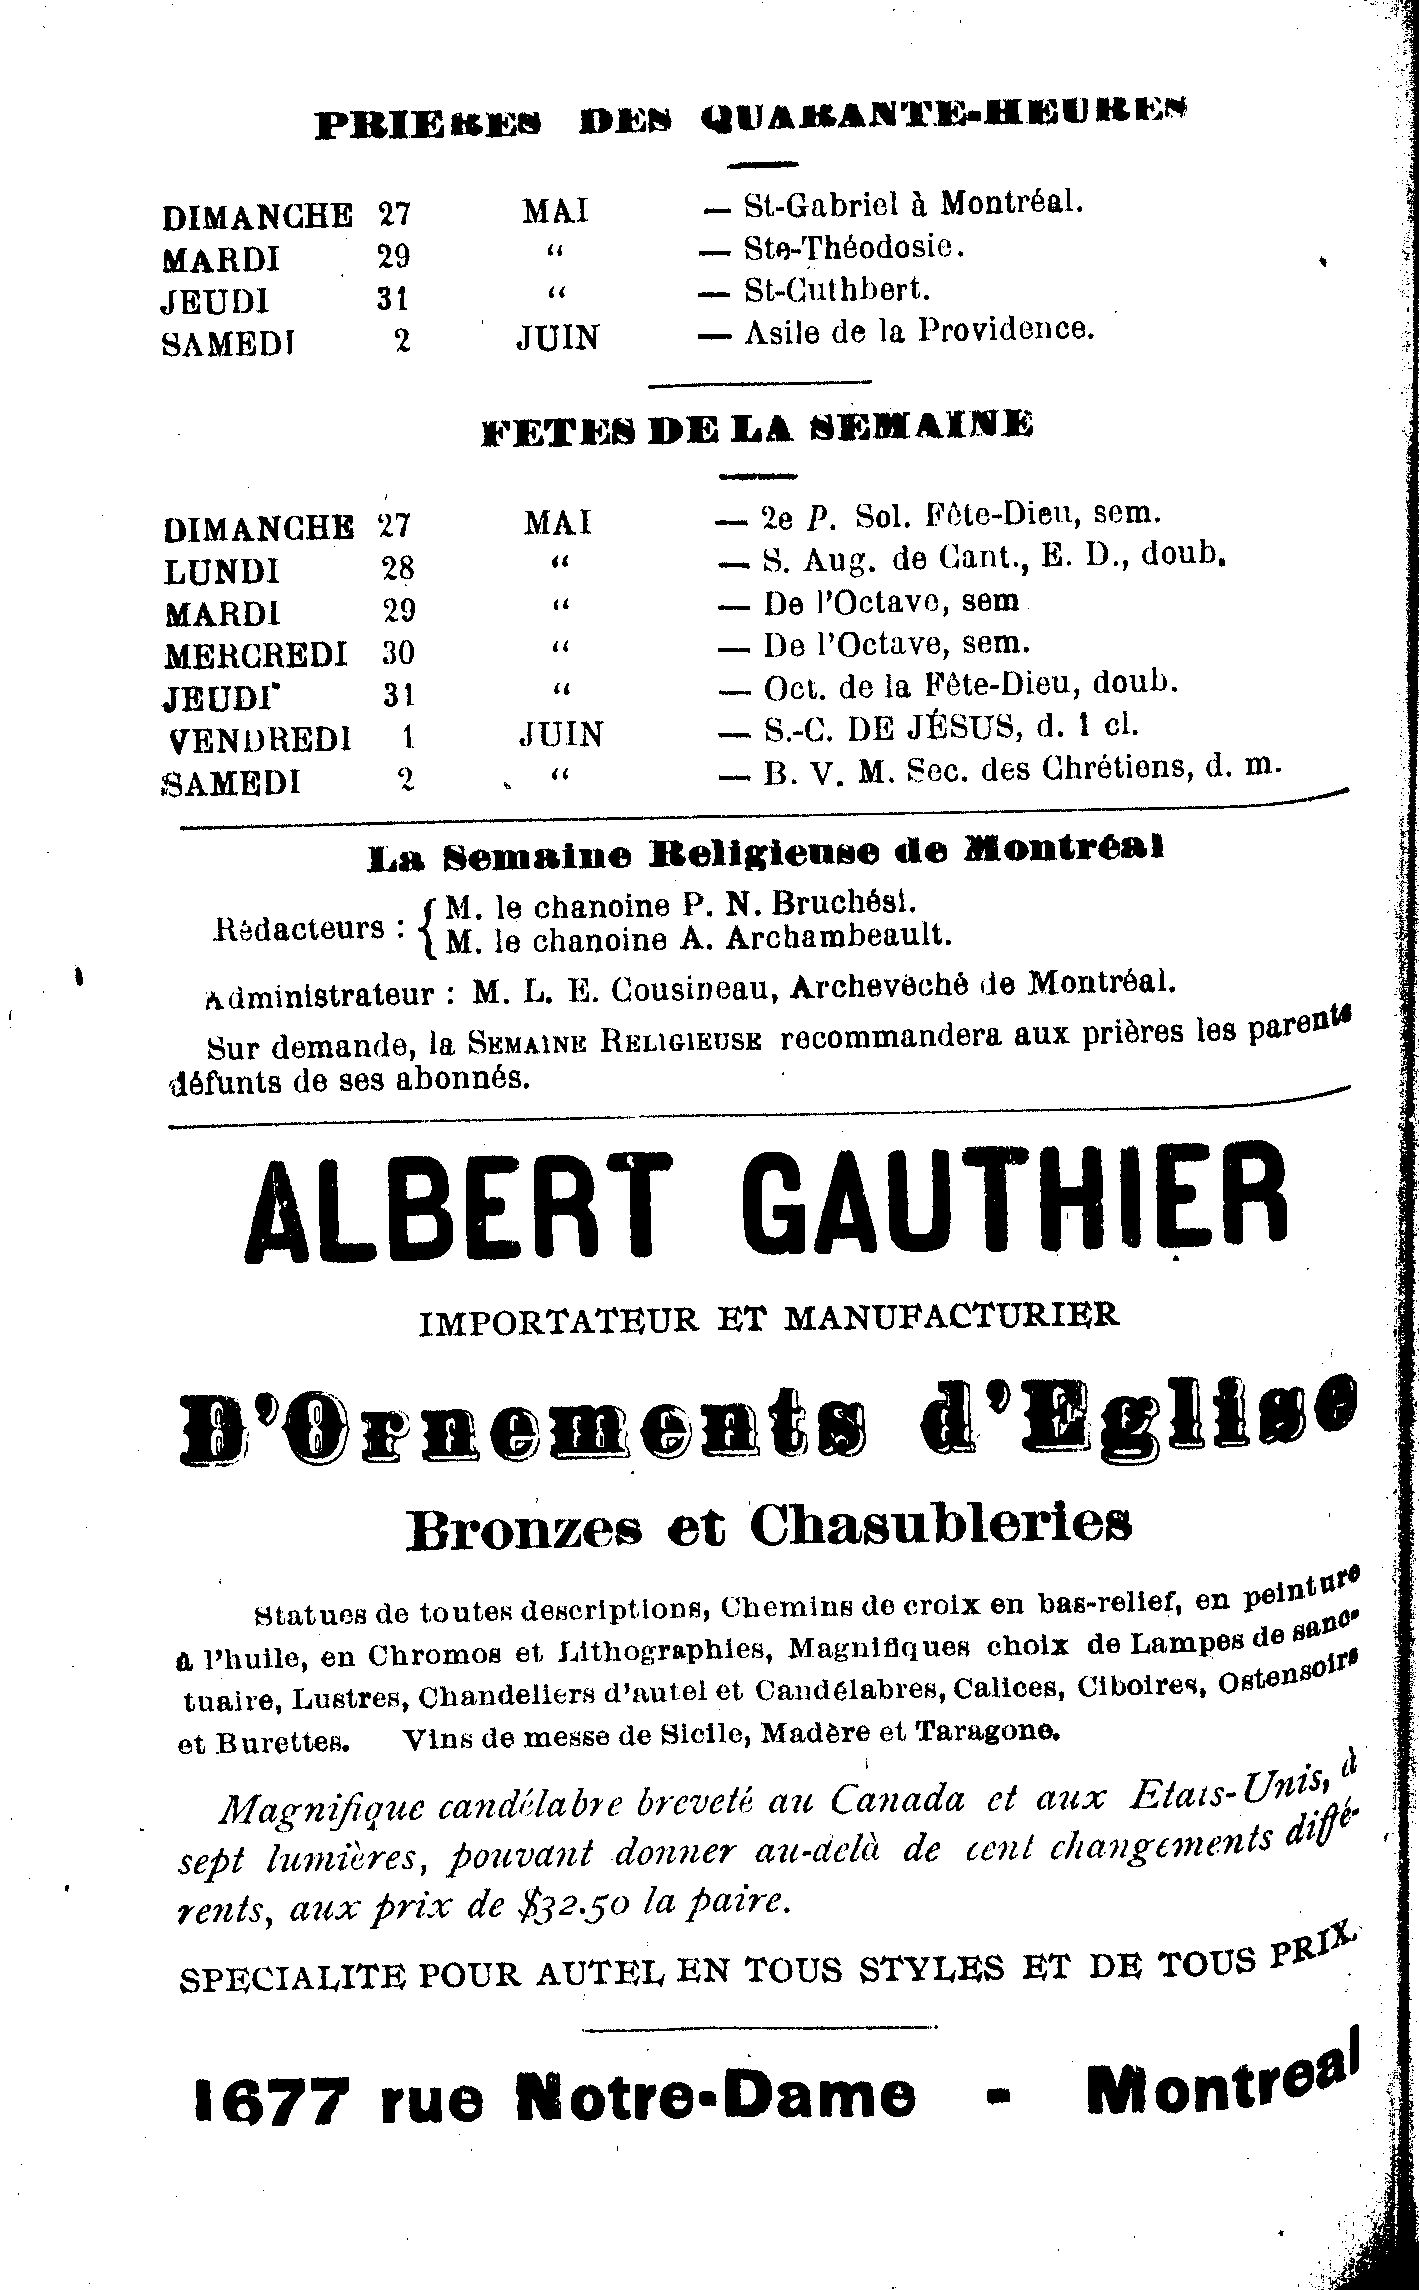 PRIERES DES QUARANTE-HEURES
DIMANCHE 27 MAI — St-Gabriel à Montréal.
MARDI 29 “ — Ste-Théodosie.
JEUDI 31 “ — St-Cuthbert.
SAMEDI 2 JUIN — Asile de la Providence.
FETES DE LA SEMAINE
DIMANCHE 27 MAI — 2e P. Sol. Fête-Dieu, sem.
LUNDI 28 “ — S. Aug. de Cant., E. D., doub.
MARDI 29 “ — De l'Octave, sem
MERCREDI 30 “ — De l'Octave, sem.
JEUDI 31 “ — Oct. de la Fête-Dieu, doub.
VENDREDI 1 JUIN — S.-C. DE JÉSUS, d. 1 cl.
SAMEDI 2 “ — B. V. M. Sec. des Chrétiens, d. m.
La Semaine Religieuse de Montréal
Rédacteurs : { M. le chanoine P. N. Bruchési.
M. le chanoine A. Archambeault.
Administrateur : M. L. E. Cousineau, Archevêché de Montréal.
Sur demande, la SEMAINE RELIGIEUSE recommandera aux prières les parents
défunts de ses abonnés.
ALBERT GAUTHIER
IMPORTATEUR ET MANUFACTURIER
D'Ornements d'Eglise
Bronzes et Chasubleries
Statues de toutes descriptions, Chemins de croix en bas-relief, en peinture
à l'huile, en Chromos et Lithographies, Magnifiques choix de Lampes de sanc-
tuaire, Lustres, Chandeliers d'autel et Candélabres, Calices, Ciboires, Ostensoirs
et Burettes. Vins de messe de Sicile, Madère et Taragone.
Magnifique candélabre breveté au Canada et aux Etats-Unis, à
sept lumières, pouvant donner au-delà de cent changements diffé-
rents, aux prix de $32.50 la paire.
SPECIALITE POUR AUTEL EN TOUS STYLES ET DE TOUS PRIX.
1677 rue Notre-Dame - Montreal